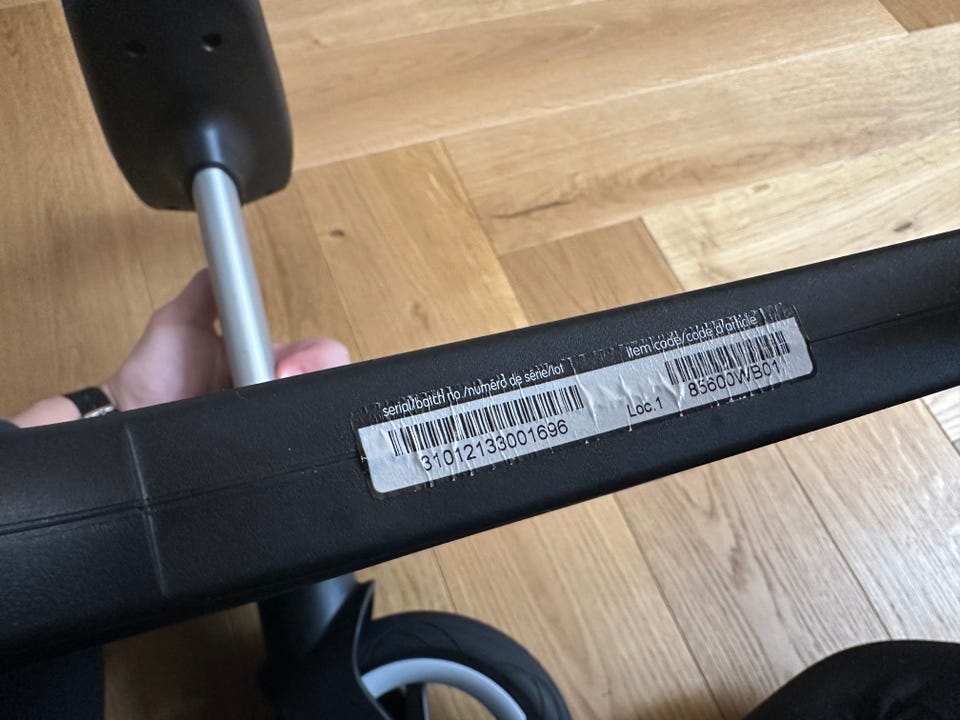 serial/batch no./numéro de série/lot
31012133001696
item code/code d'article
Loc.1 85600WB01